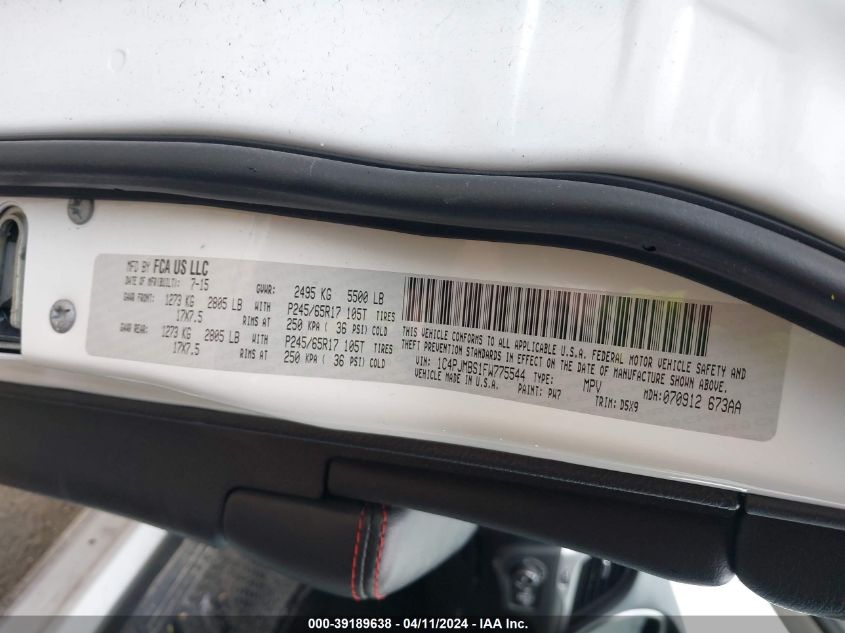 MFD BY FCA US LLC
DATE OF MFR(BUILT): 7-15 GVWR: 2495 KG 5500 LB
GAWR FRONT: 1273 KG 2805 LB WITH P245/65R17 105T TIRES
17X7.5 RIMS AT 250 KPA ( 36 PSI) COLD
GAWR REAR: 1273 KG 2805 LB WITH P245/65R17 105T TIRES
17X7.5 RIMS AT 250 KPA ( 36 PSI) COLD
THIS VEHICLE CONFORMS TO ALL APPLICABLE U.S.A. FEDERAL MOTOR VEHICLE SAFETY AND
THEFT PREVENTION STANDARDS IN EFFECT ON THE DATE OF MANUFACTURE SHOWN ABOVE.
VIN: 1C4PJMBS1FW775544 TYPE: MPV MDH: 070912 673AA
VEHICLE MADE IN U.S.A. PAINT: PW7 TRIM: D5X9
000-39189638 - 04/11/2024 - IAA Inc.